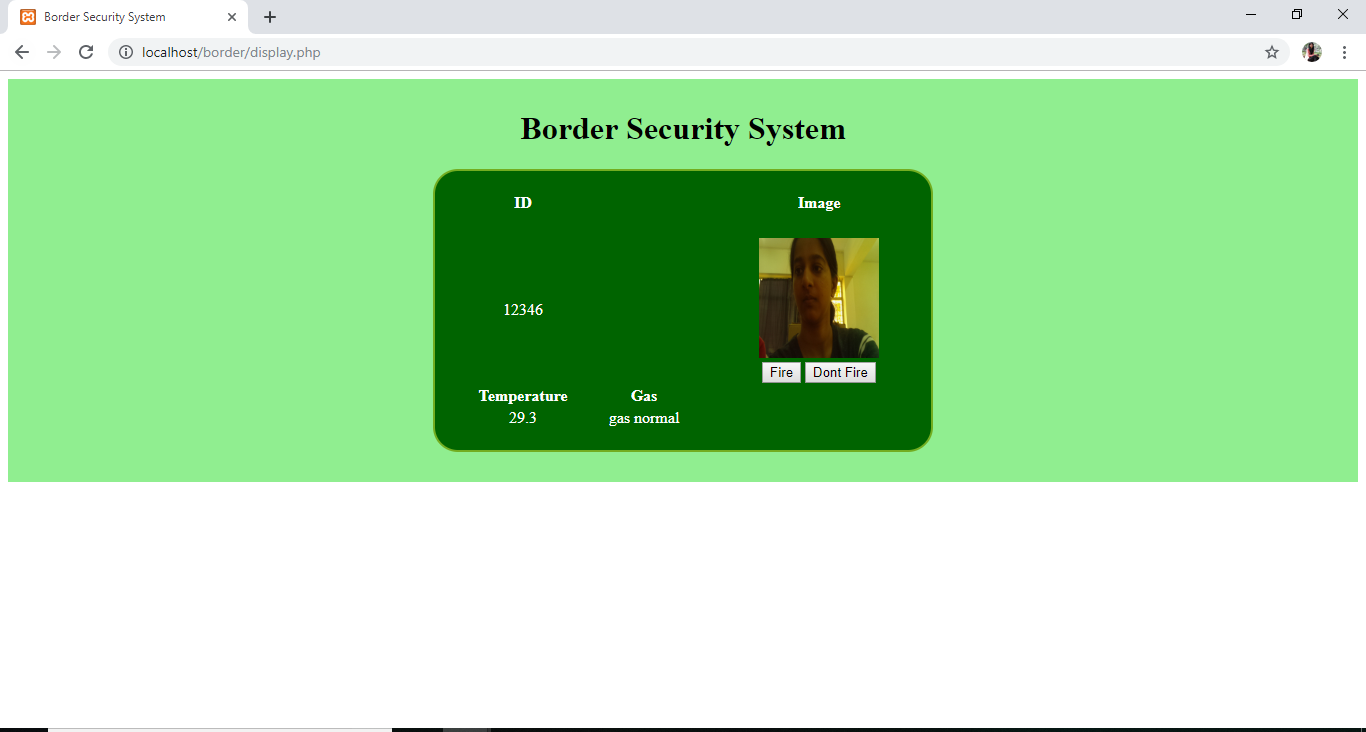 Border Security System
localhost/border/display.php
Border Security System
ID Image
12346
Fire Dont Fire
Temperature Gas
29.3 gas normal